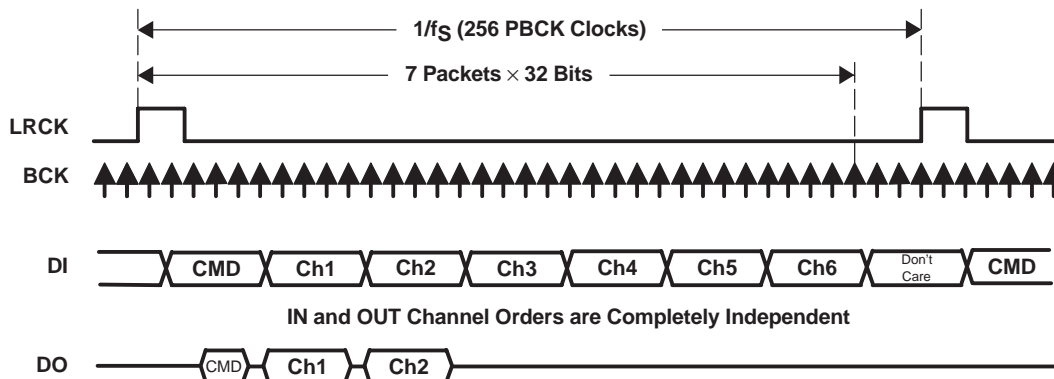 1/fS (256 PBCK Clocks)
7 Packets × 32 Bits
LRCK
BCK
DI CMD Ch1 Ch2 Ch3 Ch4 Ch5 Ch6 Don't Care CMD
IN and OUT Channel Orders are Completely Independent
DO CMD Ch1 Ch2